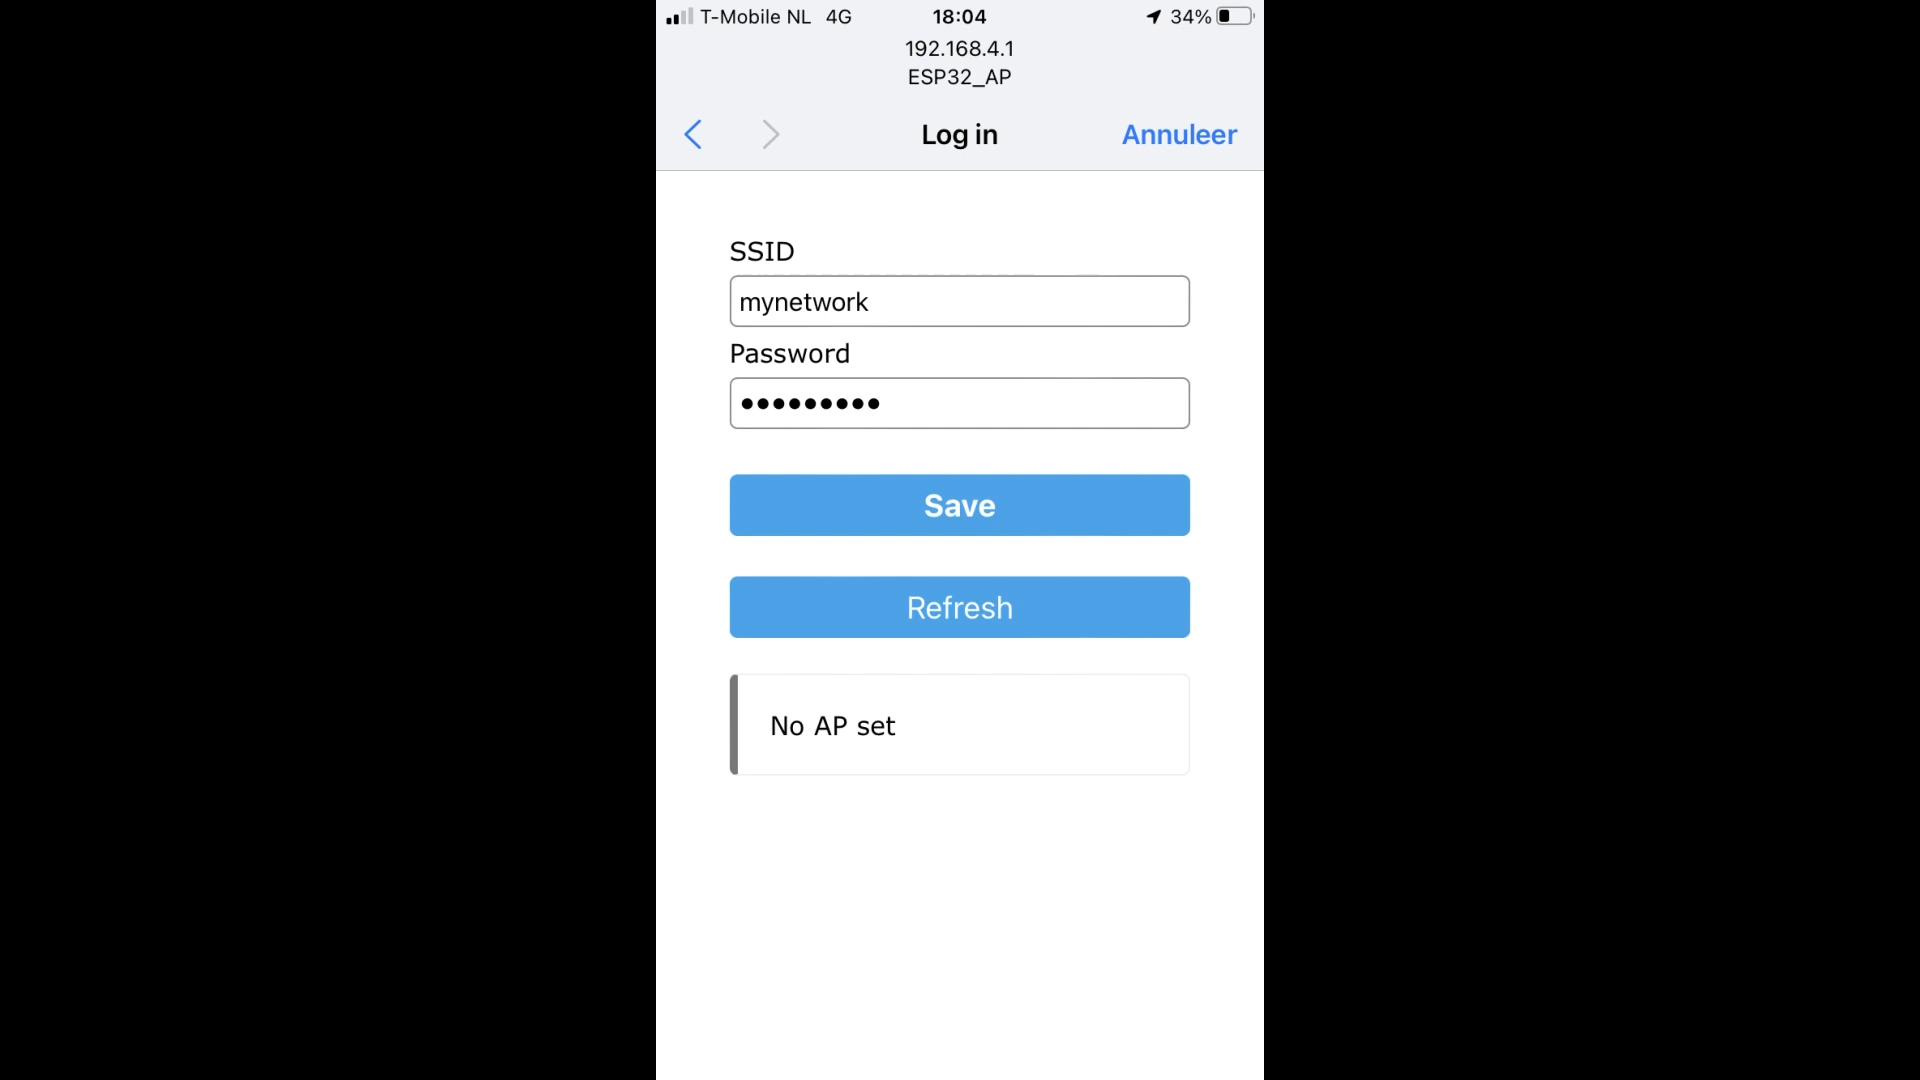 T-Mobile NL 4G 18:04 34%
192.168.4.1
ESP32_AP
Log in Annuleer
SSID
mynetwork
Password
•••••••••
Save
Refresh
No AP set